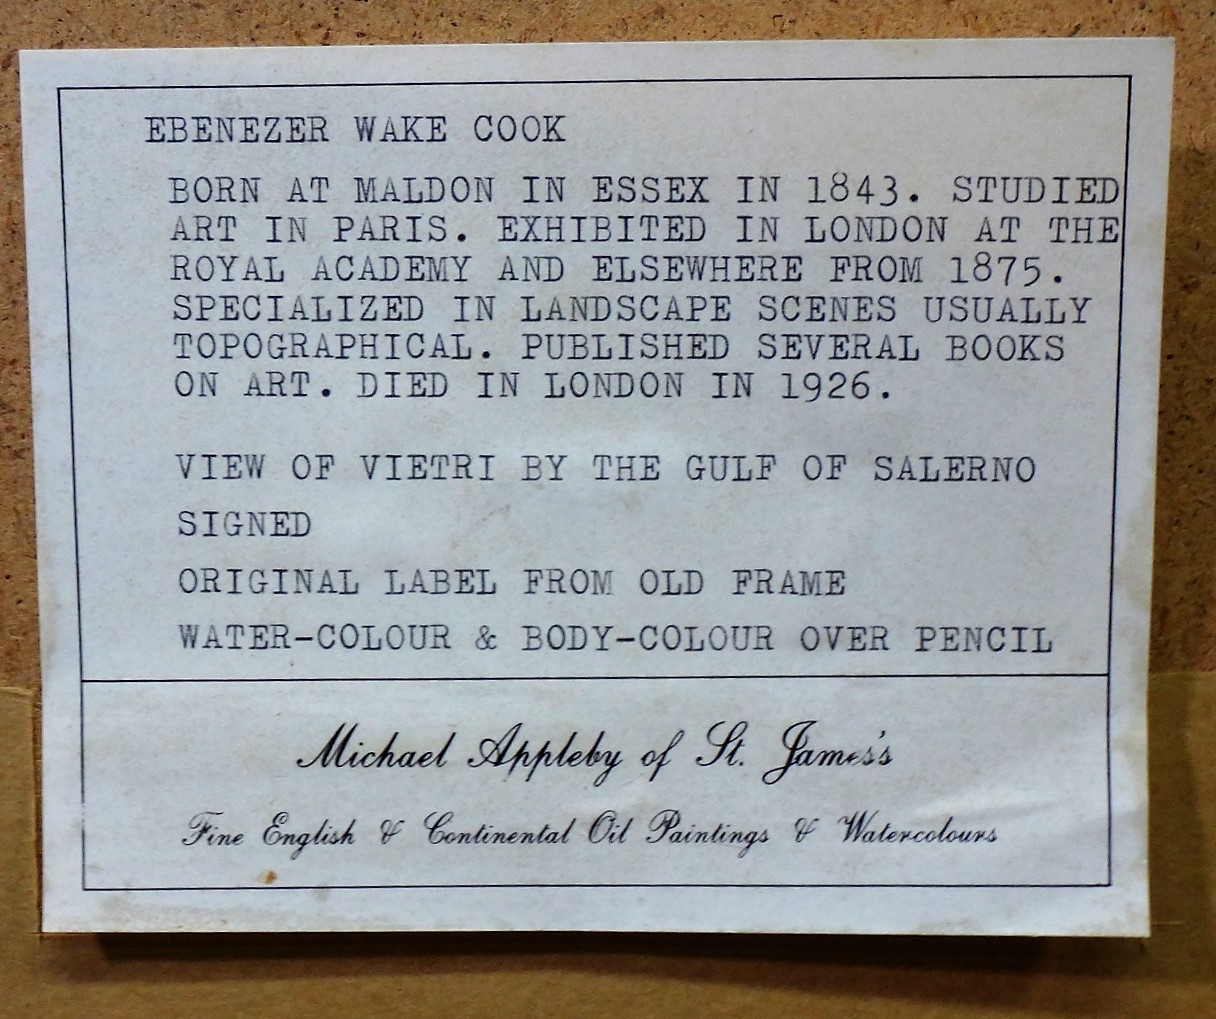 EBENEZER WAKE COOK
BORN AT MALDON IN ESSEX IN 1843. STUDIED
ART IN PARIS. EXHIBITED IN LONDON AT THE
ROYAL ACADEMY AND ELSEWHERE FROM 1875.
SPECIALIZED IN LANDSCAPE SCENES USUALLY
TOPOGRAPHICAL. PUBLISHED SEVERAL BOOKS
ON ART. DIED IN LONDON IN 1926.
VIEW OF VIETRI BY THE GULF OF SALERNO
SIGNED
ORIGINAL LABEL FROM OLD FRAME
WATER-COLOUR & BODY-COLOUR OVER PENCIL
Michael Appleby of St. James's
Fine English & Continental Oil Paintings & Watercolours